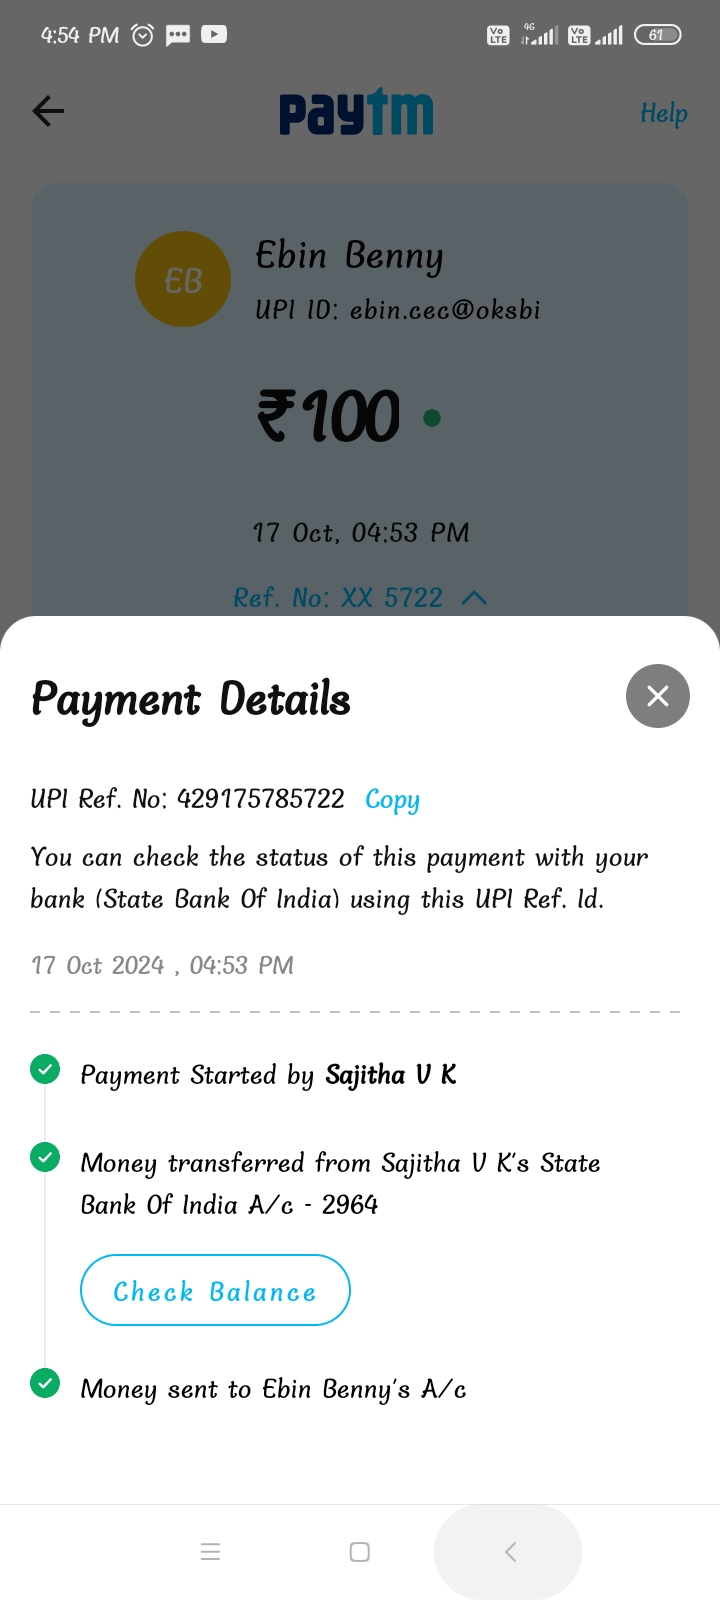 4:54 PM
Vo LTE 4G Vo LTE 61
paytm
Help
EB
Ebin Benny
UPI ID: ebin.cec@oksbi
₹100
17 Oct, 04:53 PM
Ref. No: XX 5722
Payment Details
UPI Ref. No: 429175785722 Copy
You can check the status of this payment with your
bank (State Bank Of India) using this UPI Ref. Id.
17 Oct 2024 , 04:53 PM
Payment Started by Sajitha V K
Money transferred from Sajitha V K's State
Bank Of India A/c - 2964
Check Balance
Money sent to Ebin Benny's A/c